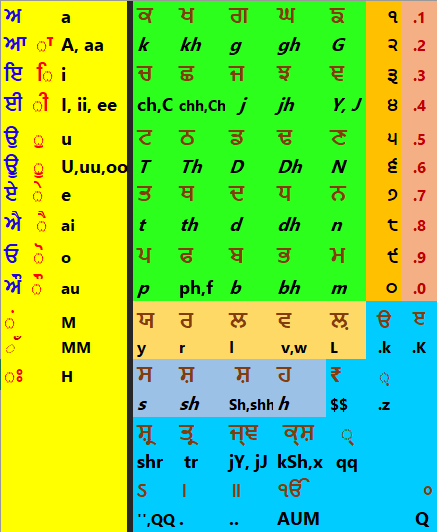 ਅ a ਕ ਖ ਗ ਘ ਙ ੧ .1
ਆ ਾ A, aa k kh g gh G ੨ .2
ਇ ਿ i ਚ ਛ ਜ ਝ ਞ ੩ .3
ਈ ੀ I, ii, ee ch,C chh,Ch j jh Y, J ੪ .4
ਉ ੁ u ਟ ਠ ਡ ਢ ਣ ੫ .5
ਊ ੂ U,uu,oo T Th D Dh N ੬ .6
ਏ ੇ e ਤ ਥ ਦ ਧ ਨ ੭ .7
ਐ ੈ ai t th d dh n ੮ .8
ਓ ੋ o ਪ ਫ ਬ ਭ ਮ ੯ .9
ਔ ੌ au p ph,f b bh m ੦ .0
ਂ M ਯ ਰ ਲ ਵ ਲ਼ ੳ ੲ
ੱ MM y r l v,w L .k .K
ਃ H ਸ ਸ਼ ਸ਼ ਹ ₹ ਼
s sh Sh,shh h $$ .z
ਸ਼੍ਰ ਤ੍ਰ ਜ੍ਞ ਕ੍ਸ਼ ੍
shr tr jY, jJ kSh,x qq
ऽ । ॥ ੴ
'',QQ . .. AUM Q